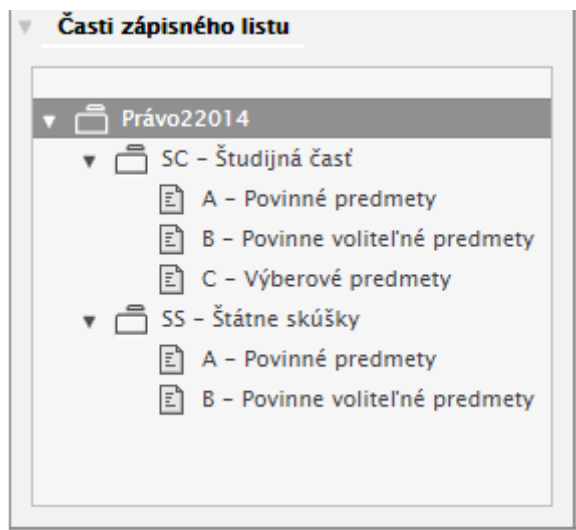 Časti zápisného listu
Právo22014
SC – Študijná časť
A – Povinné predmety
B – Povinne voliteľné predmety
C – Výberové predmety
SS – Štátne skúšky
A – Povinné predmety
B – Povinne voliteľné predmety